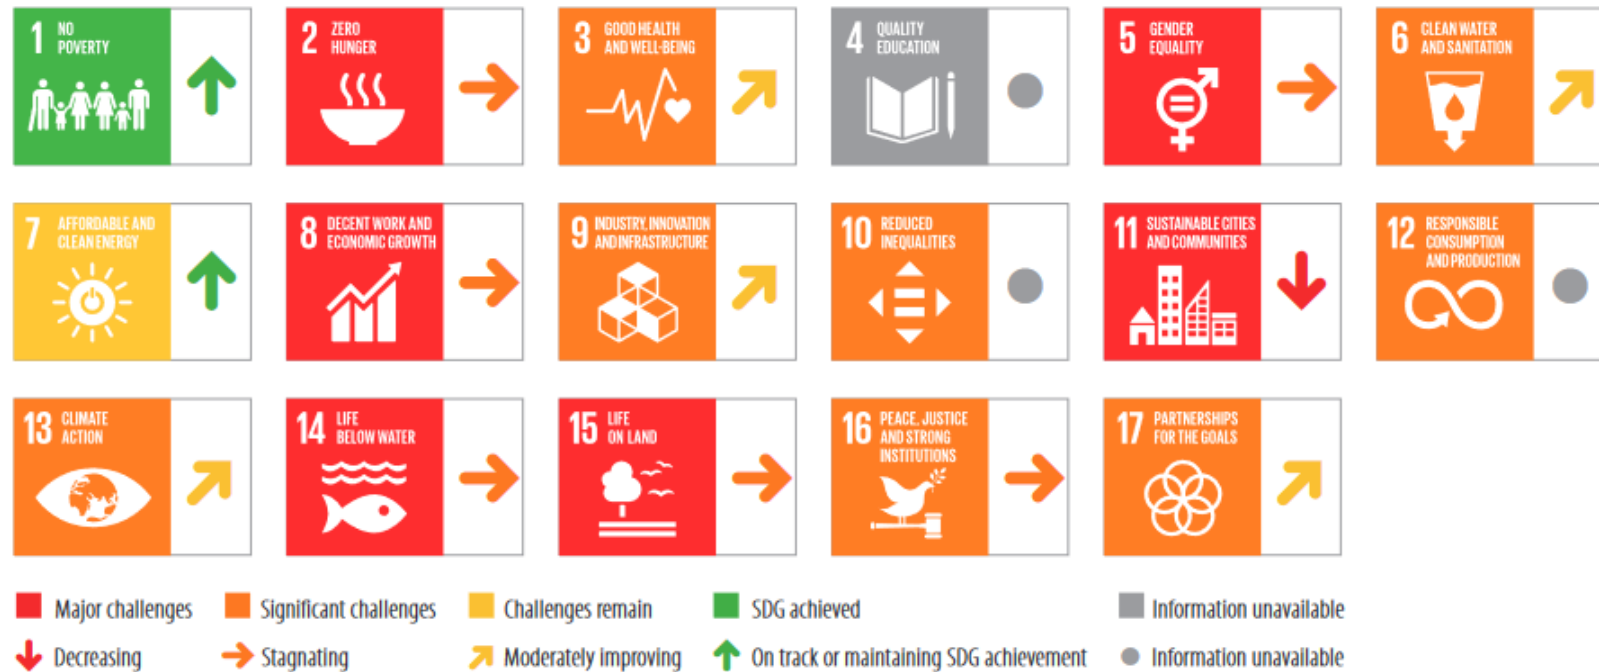 1 NO POVERTY
2 ZERO HUNGER
3 GOOD HEALTH AND WELL-BEING
4 QUALITY EDUCATION
5 GENDER EQUALITY
6 CLEAN WATER AND SANITATION
7 AFFORDABLE AND CLEAN ENERGY
8 DECENT WORK AND ECONOMIC GROWTH
9 INDUSTRY, INNOVATION AND INFRASTRUCTURE
10 REDUCED INEQUALITIES
11 SUSTAINABLE CITIES AND COMMUNITIES
12 RESPONSIBLE CONSUMPTION AND PRODUCTION
13 CLIMATE ACTION
14 LIFE BELOW WATER
15 LIFE ON LAND
16 PEACE, JUSTICE AND STRONG INSTITUTIONS
17 PARTNERSHIPS FOR THE GOALS
Major challenges Significant challenges Challenges remain SDG achieved Information unavailable
Decreasing Stagnating Moderately improving On track or maintaining SDG achievement Information unavailable